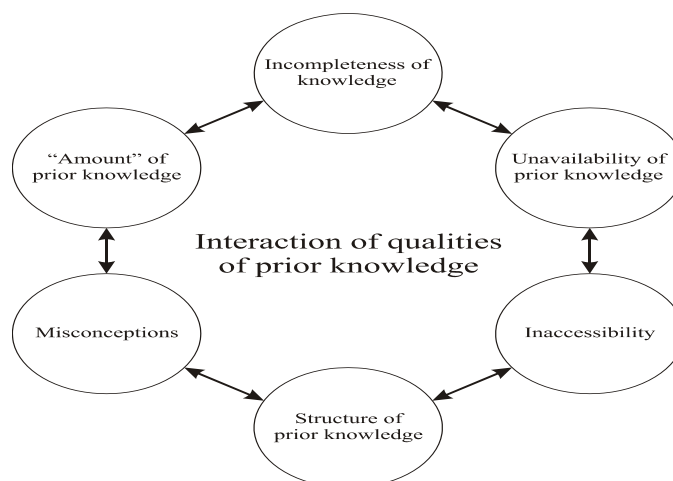 Incompleteness of
knowledge
“Amount” of
prior knowledge
Unavailability of
prior knowledge
Interaction of qualities
of prior knowledge
Misconceptions
Inaccessibility
Structure of
prior knowledge